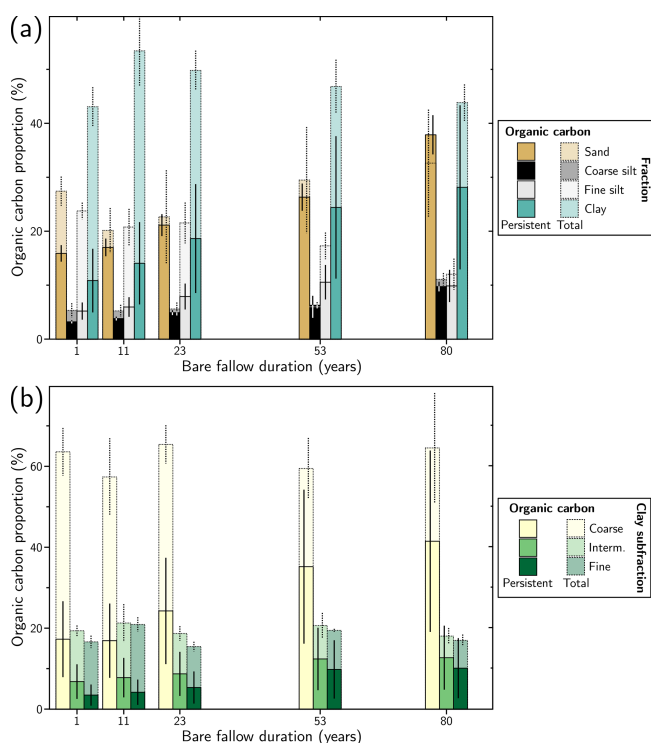 (a)
Organic carbon proportion (%)
40
20
0
1 11 23 53 80
Bare fallow duration (years)
Organic carbon
Sand
Coarse silt
Fine silt
Clay
Persistent Total
Fraction
(b)
Organic carbon proportion (%)
60
40
20
0
1 11 23 53 80
Bare fallow duration (years)
Organic carbon
Coarse
Interm.
Fine
Persistent Total
Clay subfraction